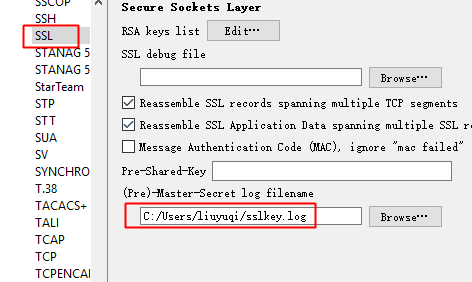 SSCOP
SSH
SSL
STANAG 5
STANAG 5
StarTeam
STP
STT
SUA
SV
SYNCHRO
T.38
TACACS+
TALI
TCAP
TCP
TCPENCAP
Secure Sockets Layer
RSA keys list Edit…
SSL debug file
Browse…
Reassemble SSL records spanning multiple TCP segments
Reassemble SSL Application Data spanning multiple SSL re
Message Authentication Code (MAC), ignore "mac failed"
Pre-Shared-Key
(Pre)-Master-Secret log filename
C:/Users/liuyuqi/sslkey.log Browse…